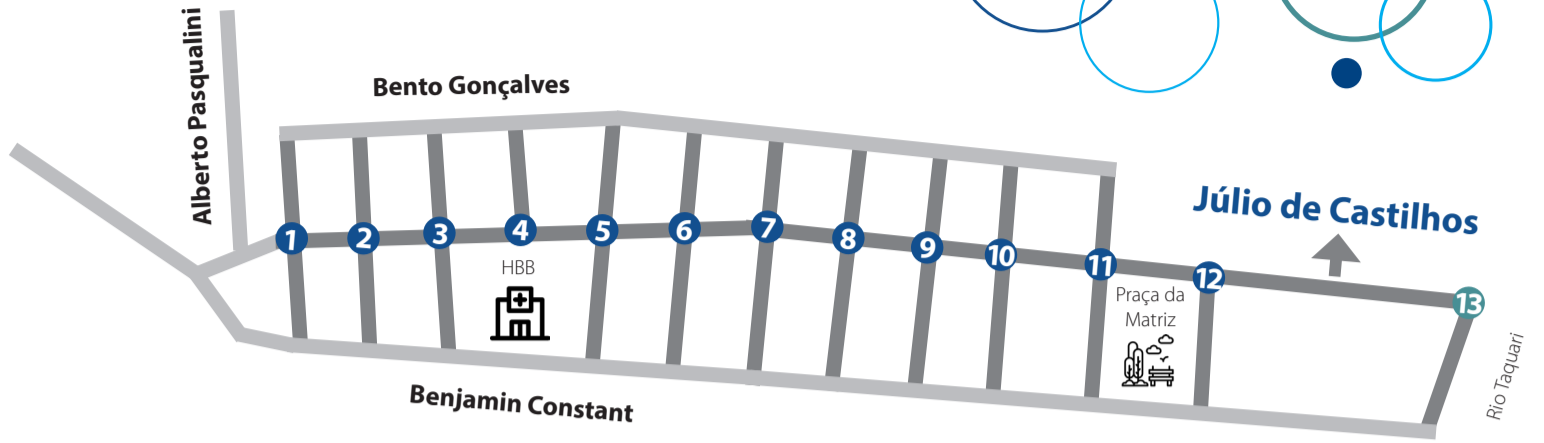 Alberto Pasqualini
Bento Gonçalves
Júlio de Castilhos
1
2
3
4
5
6
7
8
9
10
11
12
13
HBB
Praça da
Matriz
Rio Taquari
Benjamin Constant